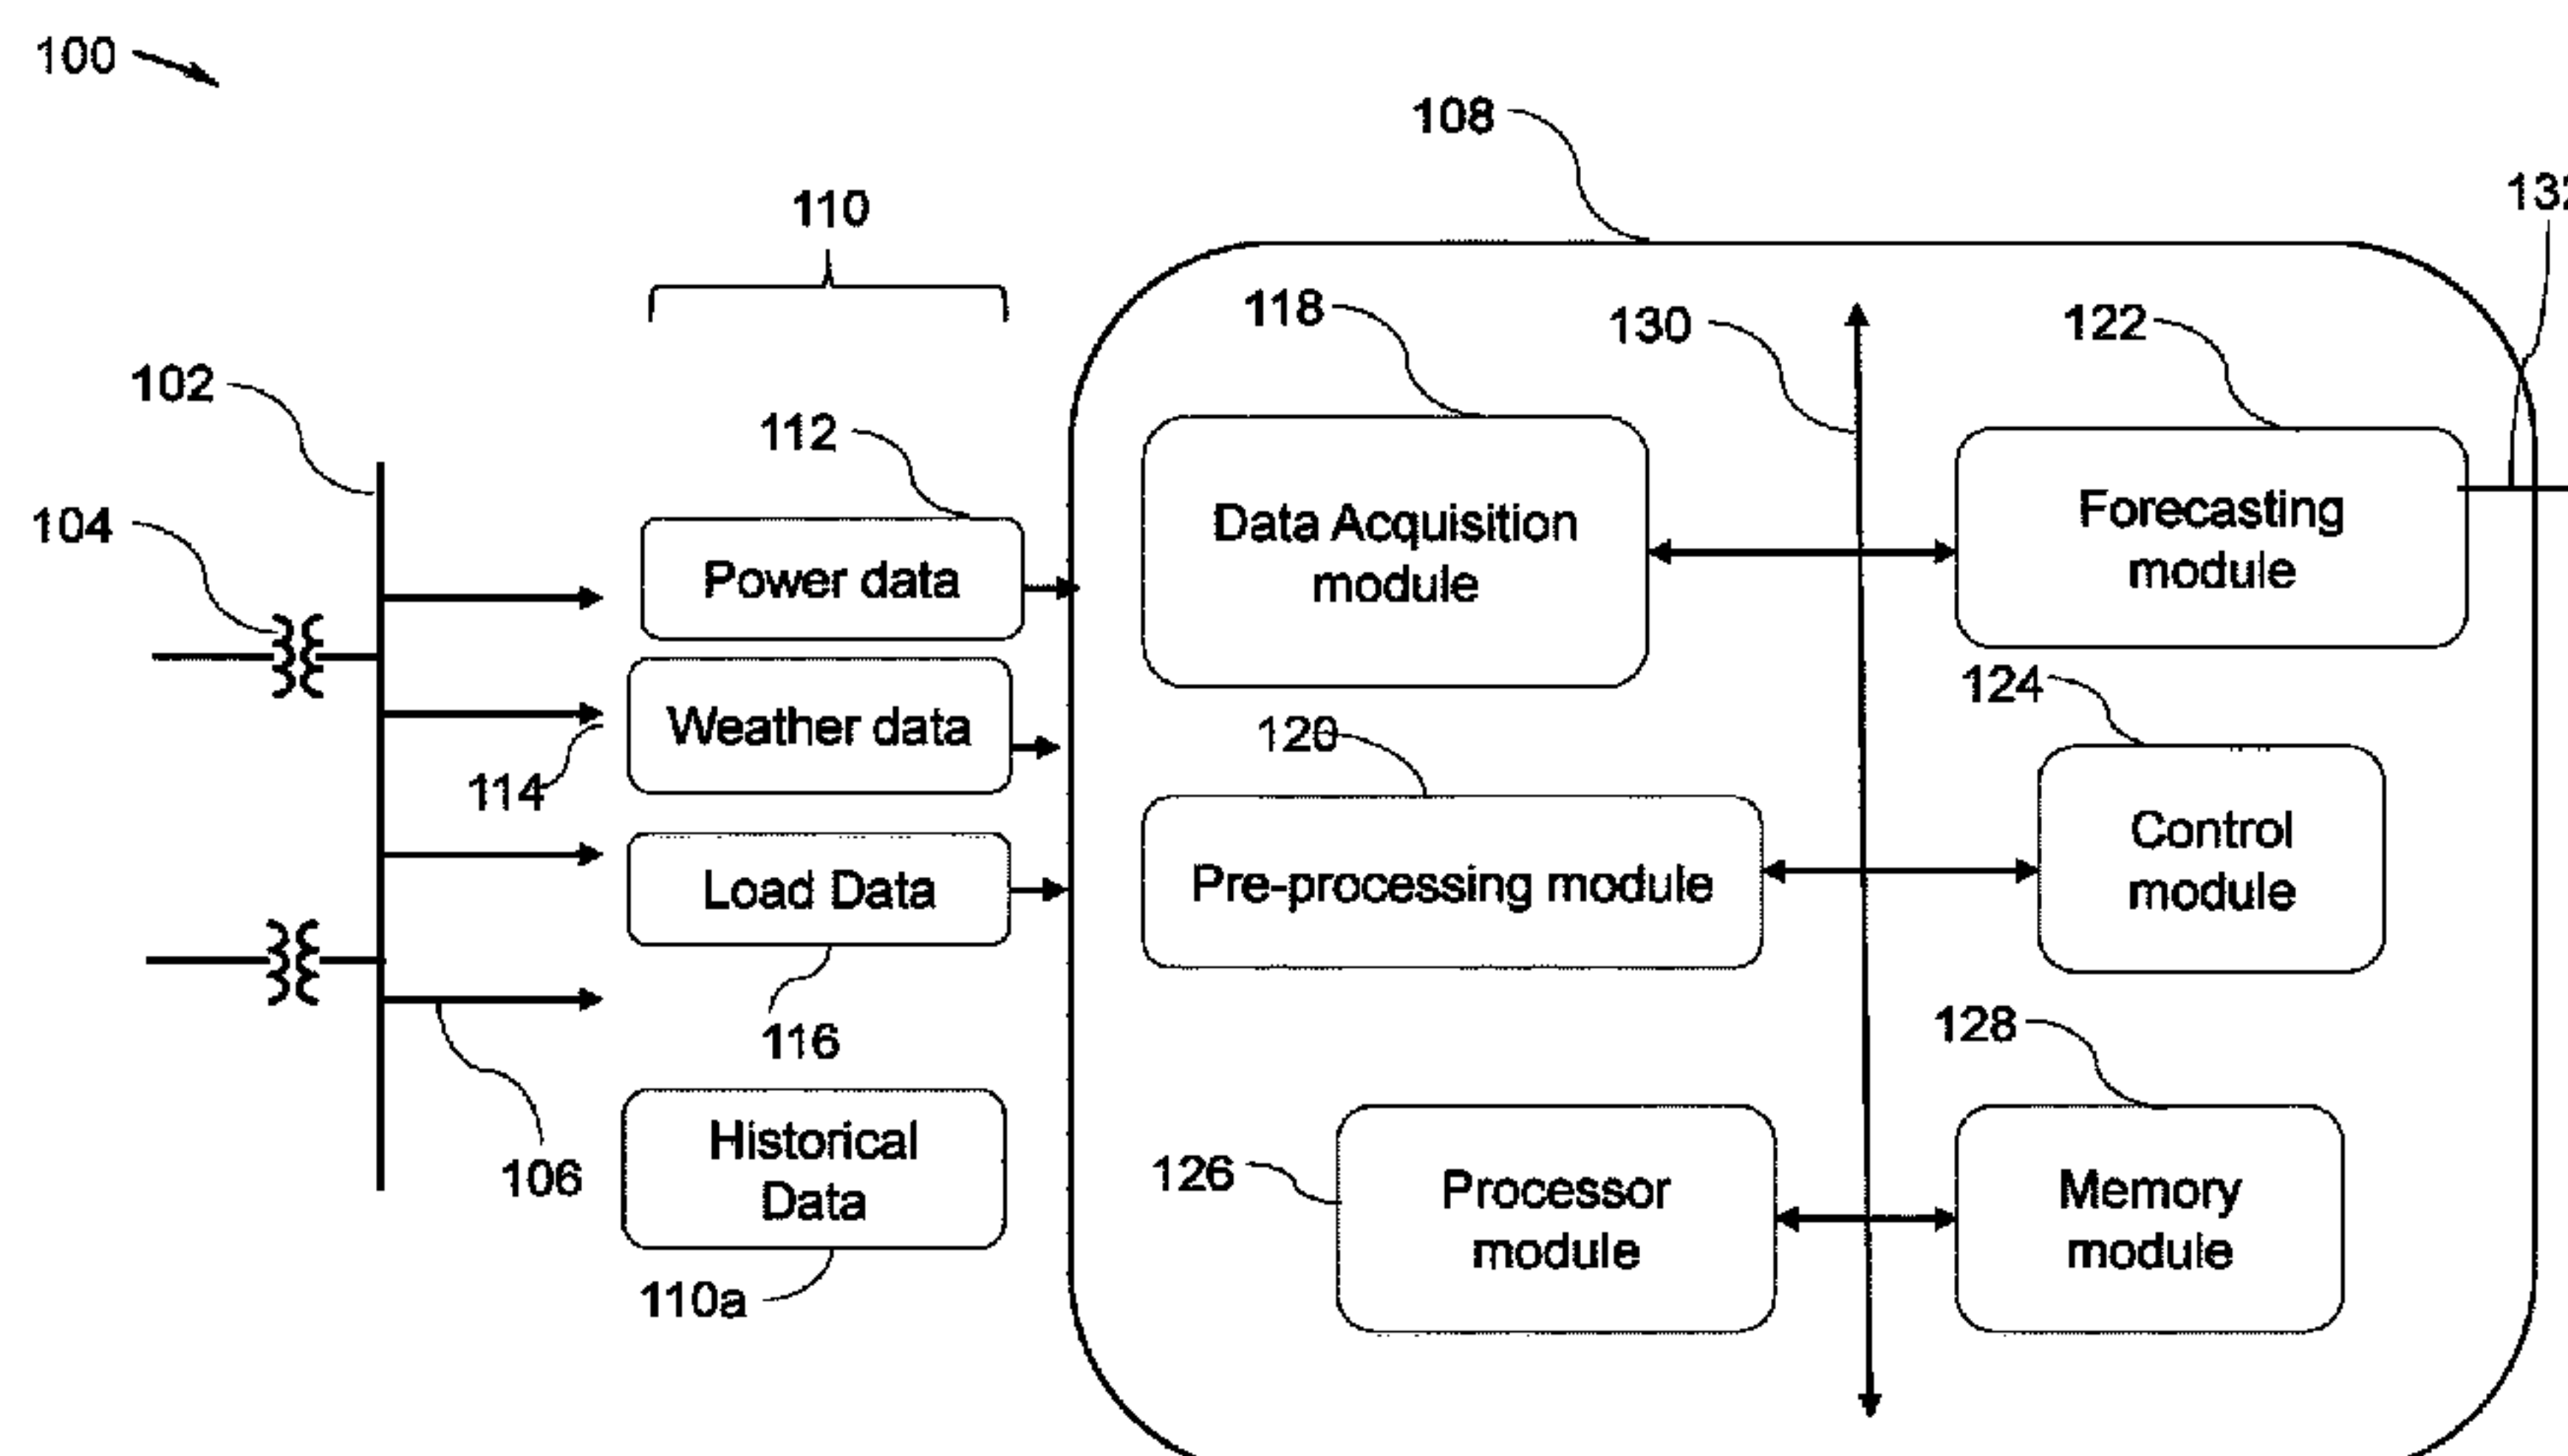 100
108
132
110
118
130
122
102
112
104
Power data
Data Acquisition
module
Forecasting
module
124
Weather data
120
114
Control
module
Load Data
Pre-processing module
116
128
106
Historical
Data
126
Processor
module
Memory
module
110a